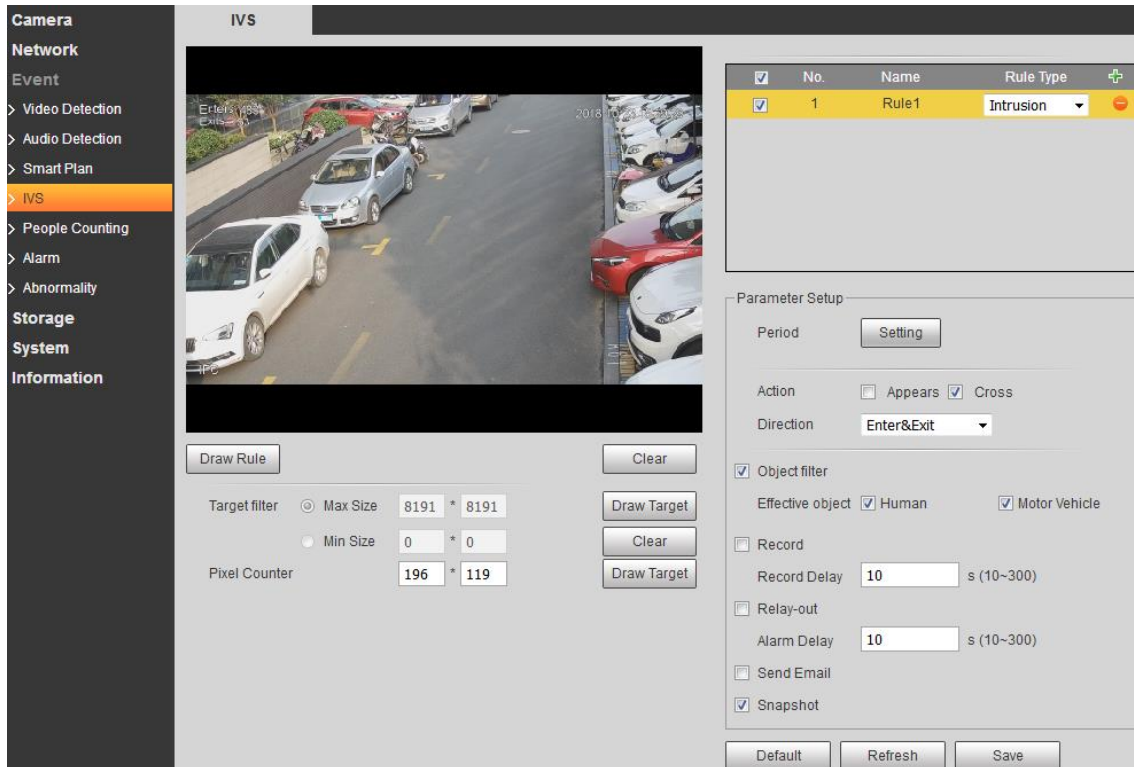 Camera
Network
Event
Video Detection
Audio Detection
Smart Plan
IVS
People Counting
Alarm
Abnormality
Storage
System
Information
IVS
Enters
Exits
2018
IPC
Draw Rule
Clear
Target filter Max Size 8191 * 8191 Draw Target
Min Size 0 * 0 Clear
Pixel Counter 196 * 119 Draw Target
No. Name Rule Type
1 Rule1 Intrusion
Parameter Setup
Period Setting
Action Appears Cross
Direction Enter&Exit
Object filter
Effective object Human Motor Vehicle
Record
Record Delay 10 s (10~300)
Relay-out
Alarm Delay 10 s (10~300)
Send Email
Snapshot
Default Refresh Save